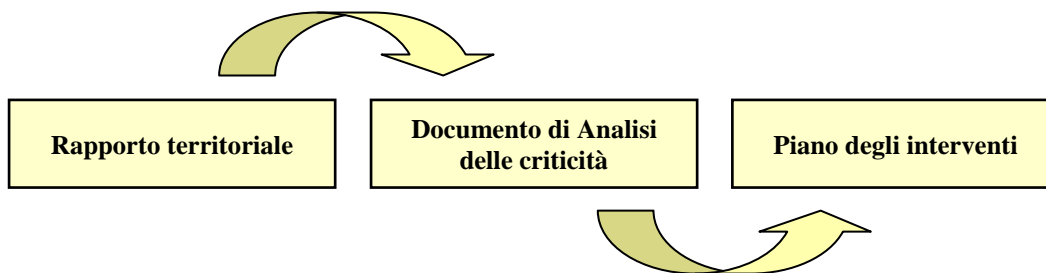 Rapporto territoriale
Documento di Analisi
delle criticità
Piano degli interventi